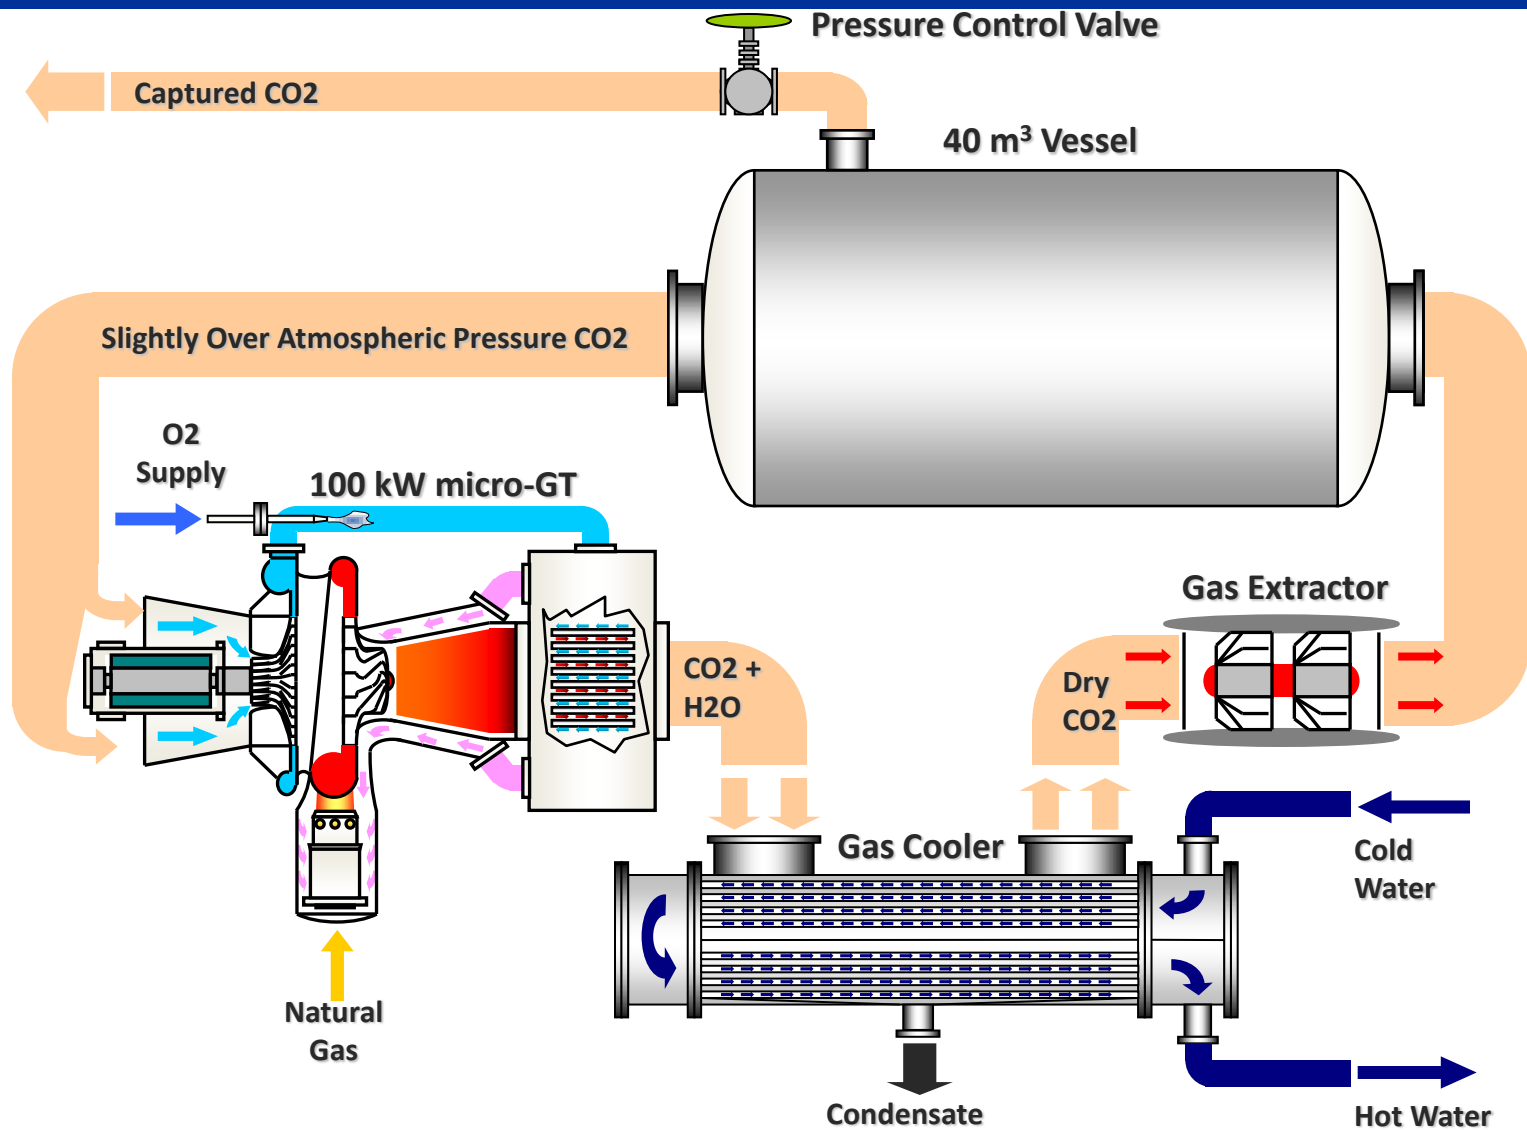 Pressure Control Valve
Captured CO2
40 m³ Vessel
Slightly Over Atmospheric Pressure CO2
O2
Supply
100 kW micro-GT
Gas Extractor
CO2 +
H2O
Dry
CO2
Gas Cooler
Cold
Water
Natural
Gas
Condensate
Hot Water